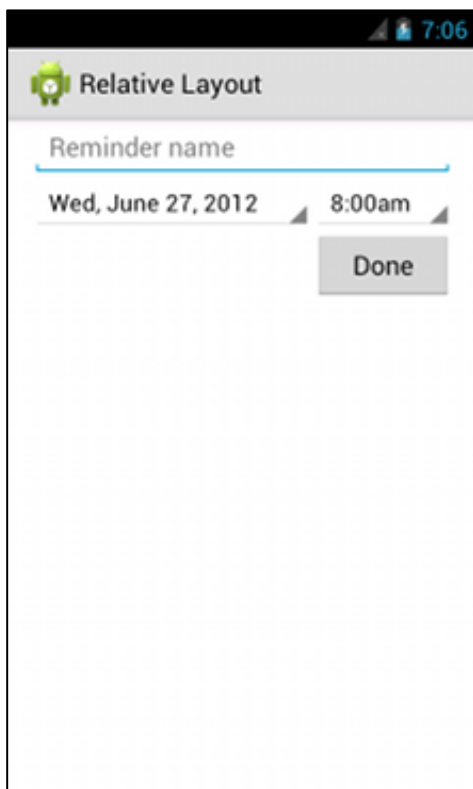 7:06
Relative Layout
Reminder name
Wed, June 27, 2012 8:00am
Done